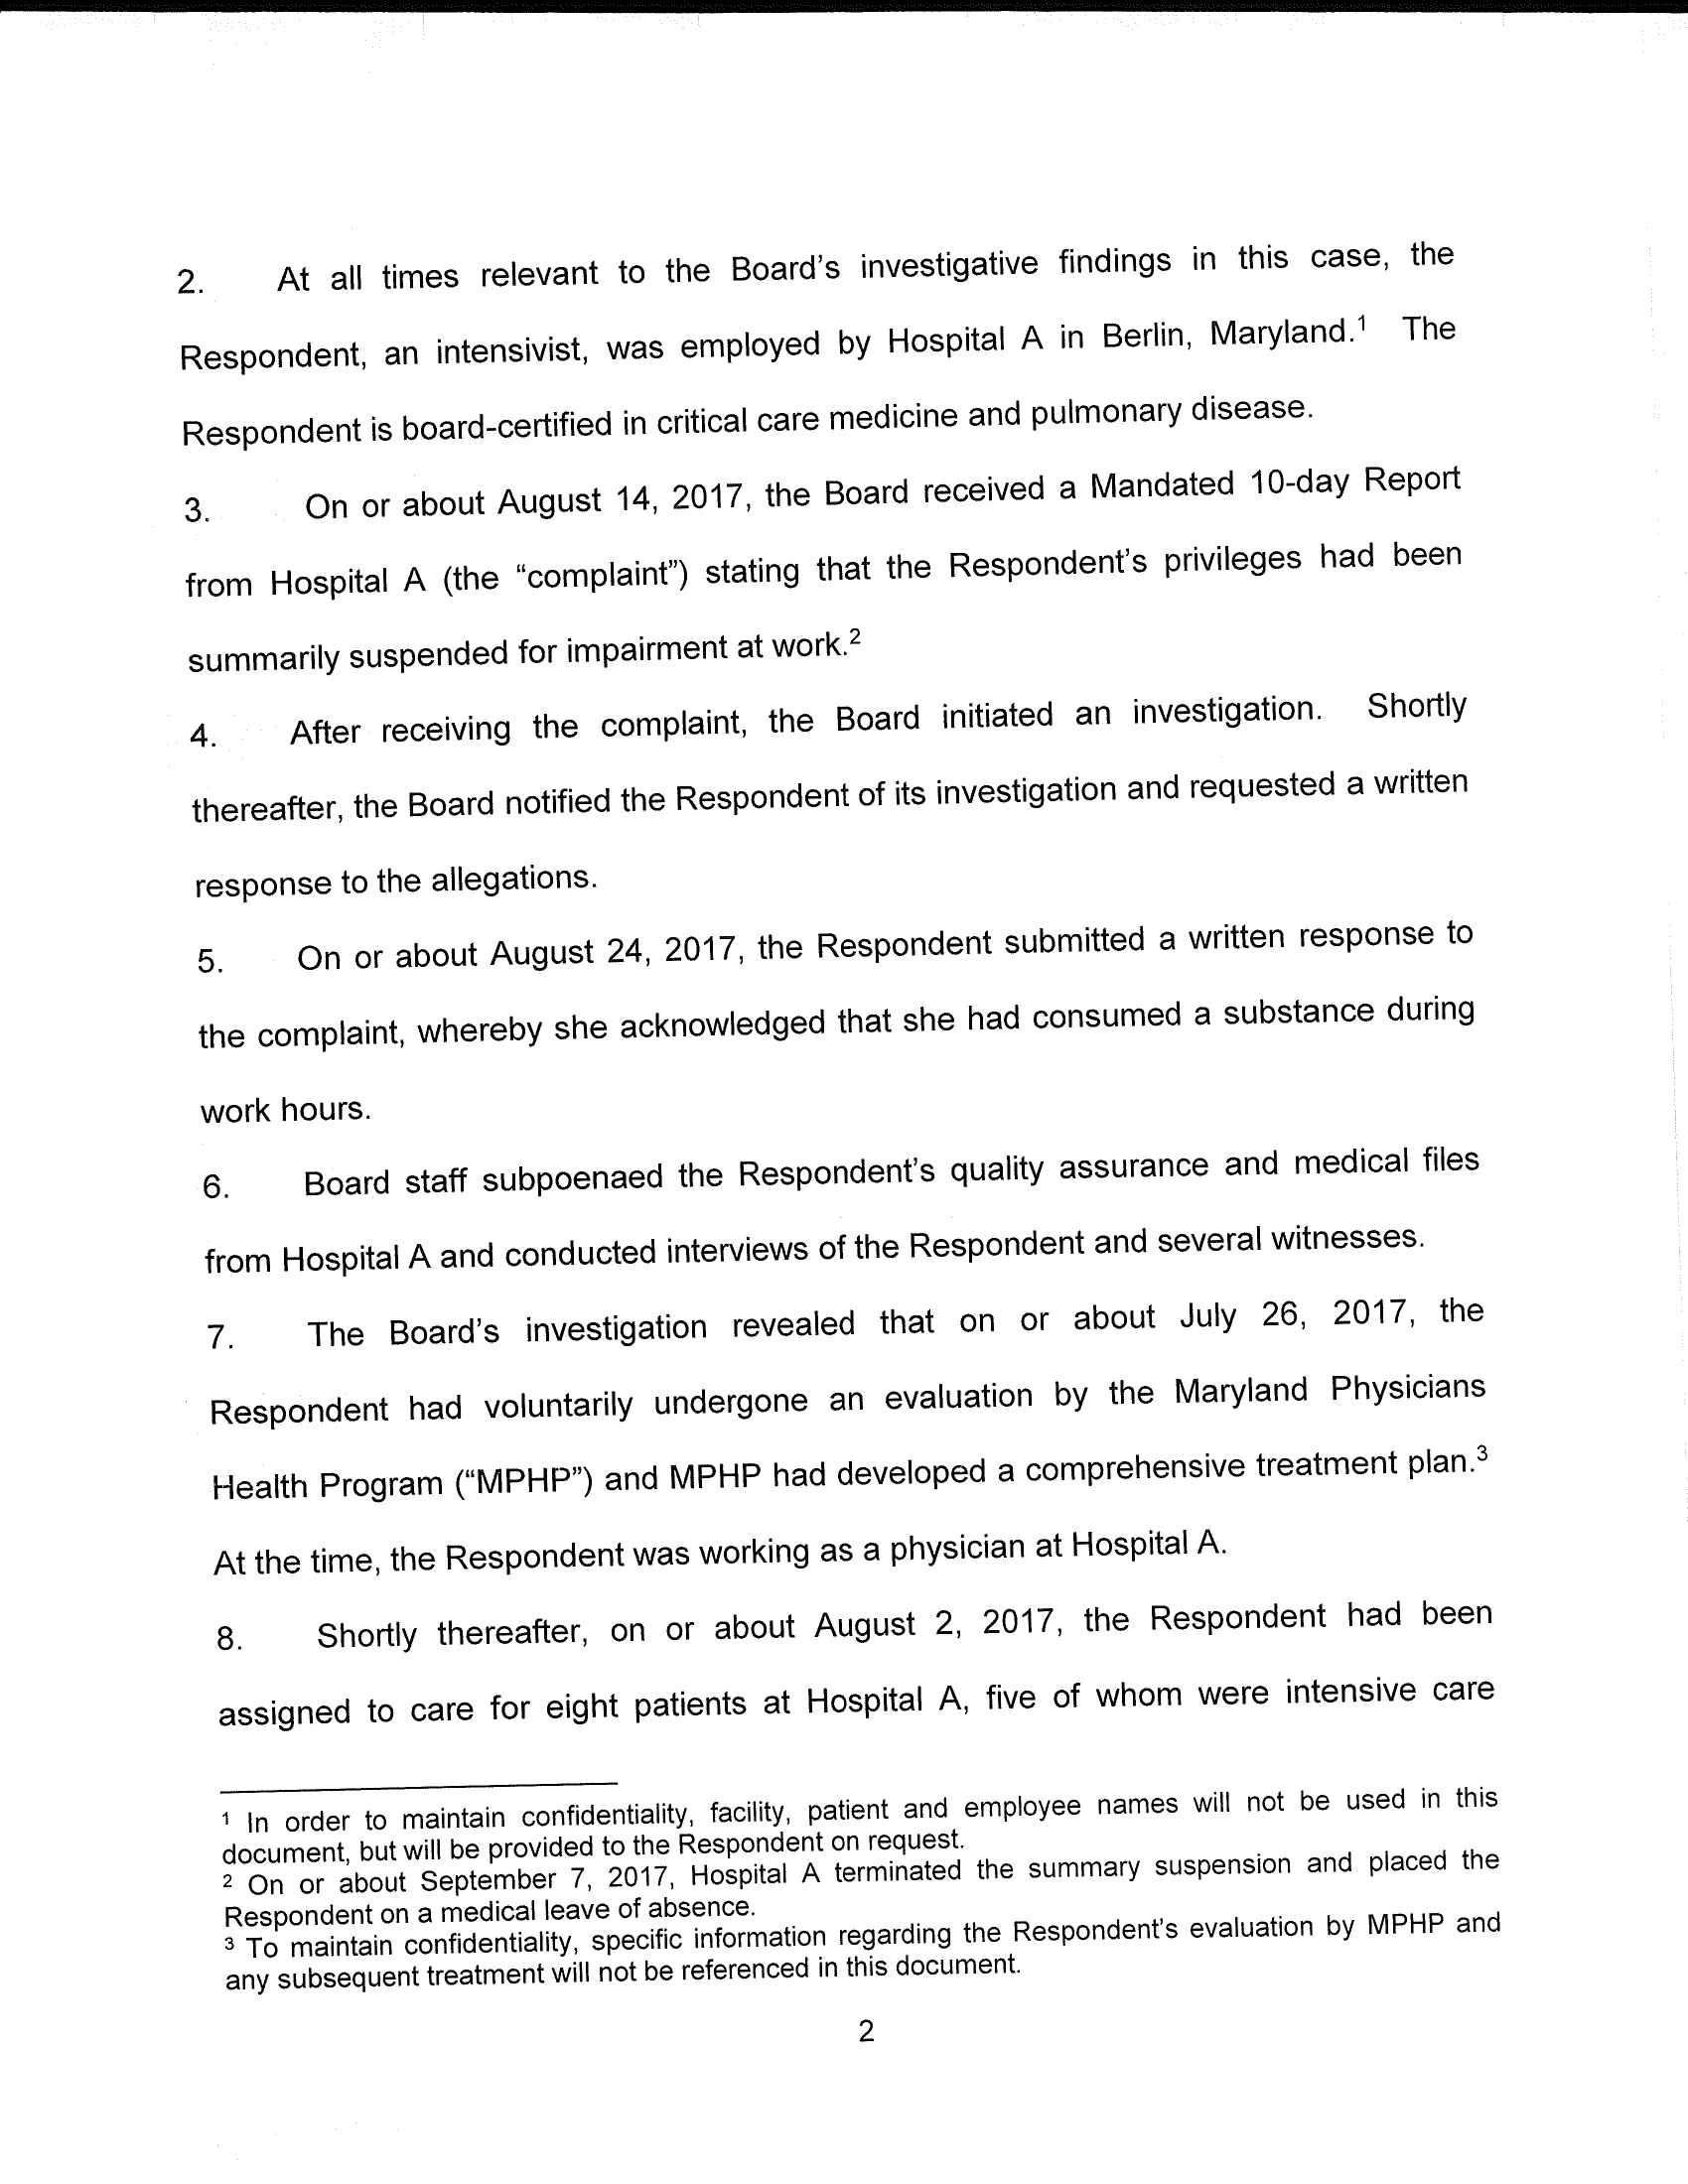 2. At all times relevant to the Board's investigative findings in this case, the
Respondent, an intensivist, was employed by Hospital A in Berlin, Maryland.¹ The
Respondent is board-certified in critical care medicine and pulmonary disease.
3. On or about August 14, 2017, the Board received a Mandated 10-day Report
from Hospital A (the “complaint”) stating that the Respondent's privileges had been
summarily suspended for impairment at work.²
4. After receiving the complaint, the Board initiated an investigation. Shortly
thereafter, the Board notified the Respondent of its investigation and requested a written
response to the allegations.
5. On or about August 24, 2017, the Respondent submitted a written response to
the complaint, whereby she acknowledged that she had consumed a substance during
work hours.
6. Board staff subpoenaed the Respondent's quality assurance and medical files
from Hospital A and conducted interviews of the Respondent and several witnesses.
7. The Board's investigation revealed that on or about July 26, 2017, the
Respondent had voluntarily undergone an evaluation by the Maryland Physicians
Health Program (“MPHP”) and MPHP had developed a comprehensive treatment plan.³
At the time, the Respondent was working as a physician at Hospital A.
8. Shortly thereafter, on or about August 2, 2017, the Respondent had been
assigned to care for eight patients at Hospital A, five of whom were intensive care
¹ In order to maintain confidentiality, facility, patient and employee names will not be used in this
document, but will be provided to the Respondent on request.
² On or about September 7, 2017, Hospital A terminated the summary suspension and placed the
Respondent on a medical leave of absence.
³ To maintain confidentiality, specific information regarding the Respondent's evaluation by MPHP and
any subsequent treatment will not be referenced in this document.
2